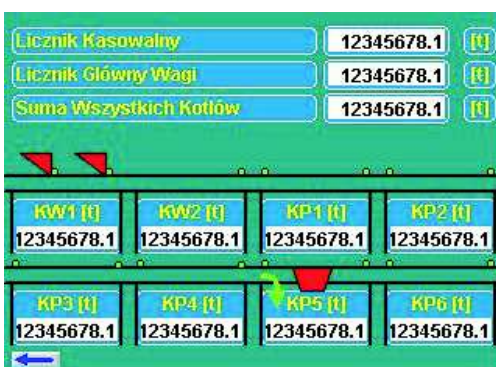 Licznik Kasowalny 12345678.1 [t]
Licznik Główny Wagi 12345678.1 [t]
Suma Wszystkich Kotłów 12345678.1 [t]
KW1 [t] KW2 [t] KP1 [t] KP2 [t]
12345678.1 12345678.1 12345678.1 12345678.1
KP3 [t] KP4 [t] KP5 [t] KP6 [t]
12345678.1 12345678.1 12345678.1 12345678.1